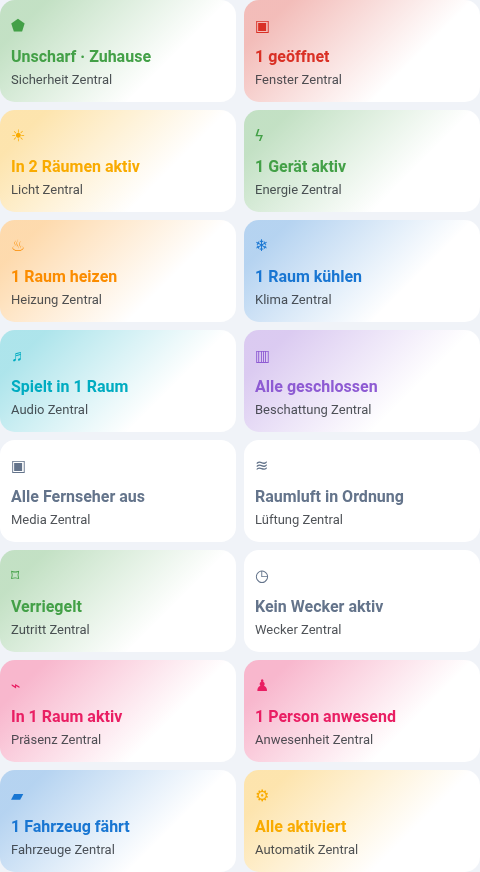 Unscharf · Zuhause
Sicherheit Zentral
1 geöffnet
Fenster Zentral
In 2 Räumen aktiv
Licht Zentral
1 Gerät aktiv
Energie Zentral
1 Raum heizen
Heizung Zentral
1 Raum kühlen
Klima Zentral
Spielt in 1 Raum
Audio Zentral
Alle geschlossen
Beschattung Zentral
Alle Fernseher aus
Media Zentral
Raumluft in Ordnung
Lüftung Zentral
Verriegelt
Zutritt Zentral
Kein Wecker aktiv
Wecker Zentral
In 1 Raum aktiv
Präsenz Zentral
1 Person anwesend
Anwesenheit Zentral
1 Fahrzeug fährt
Fahrzeuge Zentral
Alle aktiviert
Automatik Zentral